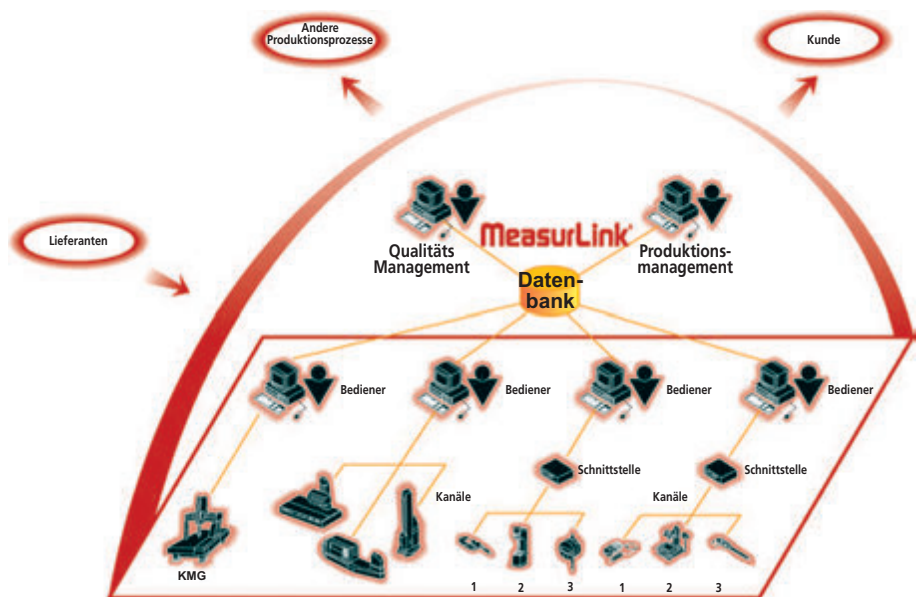 Andere
Produktionsprozesse
Kunde
Lieferanten
MeasurLink®
Qualitäts
Management
Produktions-
management
Daten-
bank
Bediener
Bediener
Bediener
Bediener
Schnittstelle
Schnittstelle
Kanäle
Kanäle
KMG
1
2
3
1
2
3